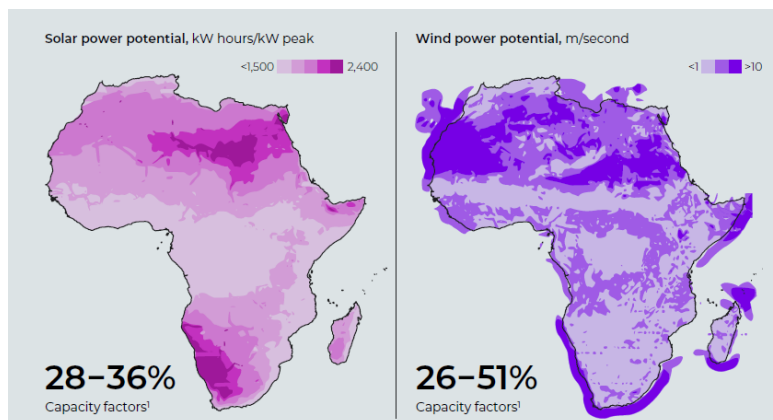 Solar power potential, kW hours/kW peak
<1,500 2,400
28–36%
Capacity factors¹
Wind power potential, m/second
<1 >10
26–51%
Capacity factors¹